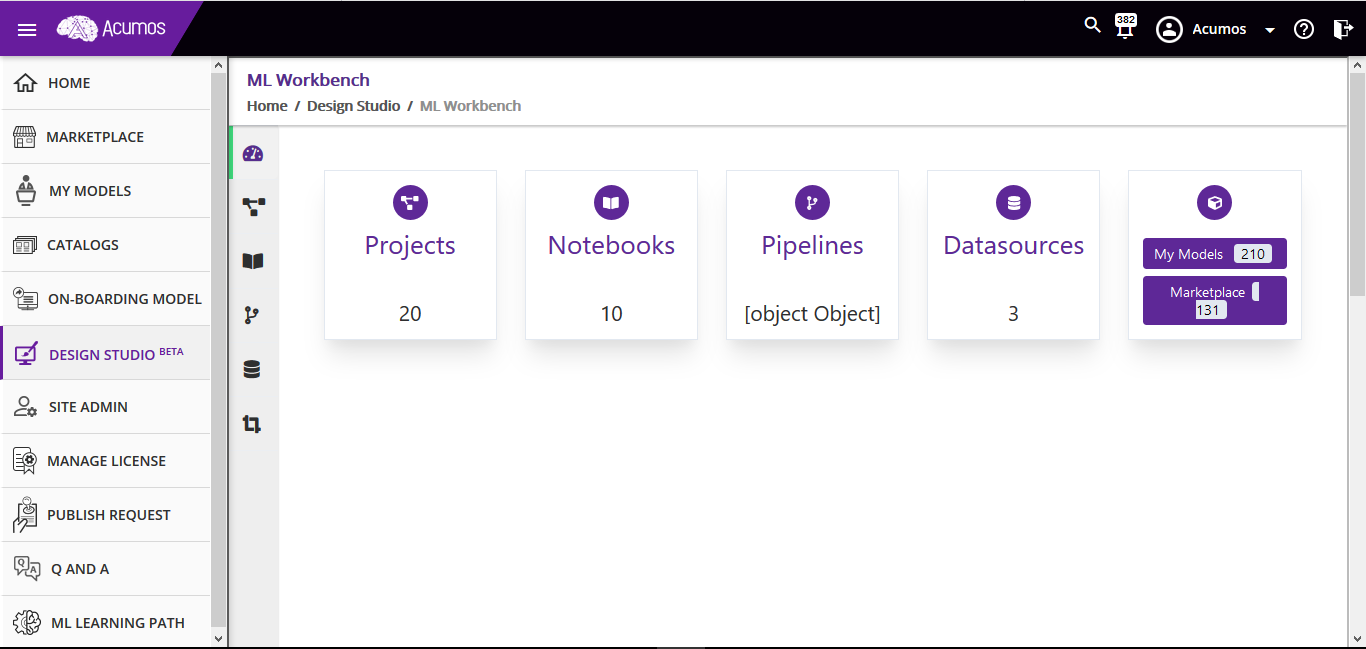 Acumos
382
Acumos
HOME
MARKETPLACE
MY MODELS
CATALOGS
ON-BOARDING MODEL
DESIGN STUDIO BETA
SITE ADMIN
MANAGE LICENSE
PUBLISH REQUEST
Q AND A
ML LEARNING PATH
ML Workbench
Home / Design Studio / ML Workbench
Projects
20
Notebooks
10
Pipelines
[object Object]
Datasources
3
My Models 210
Marketplace
131